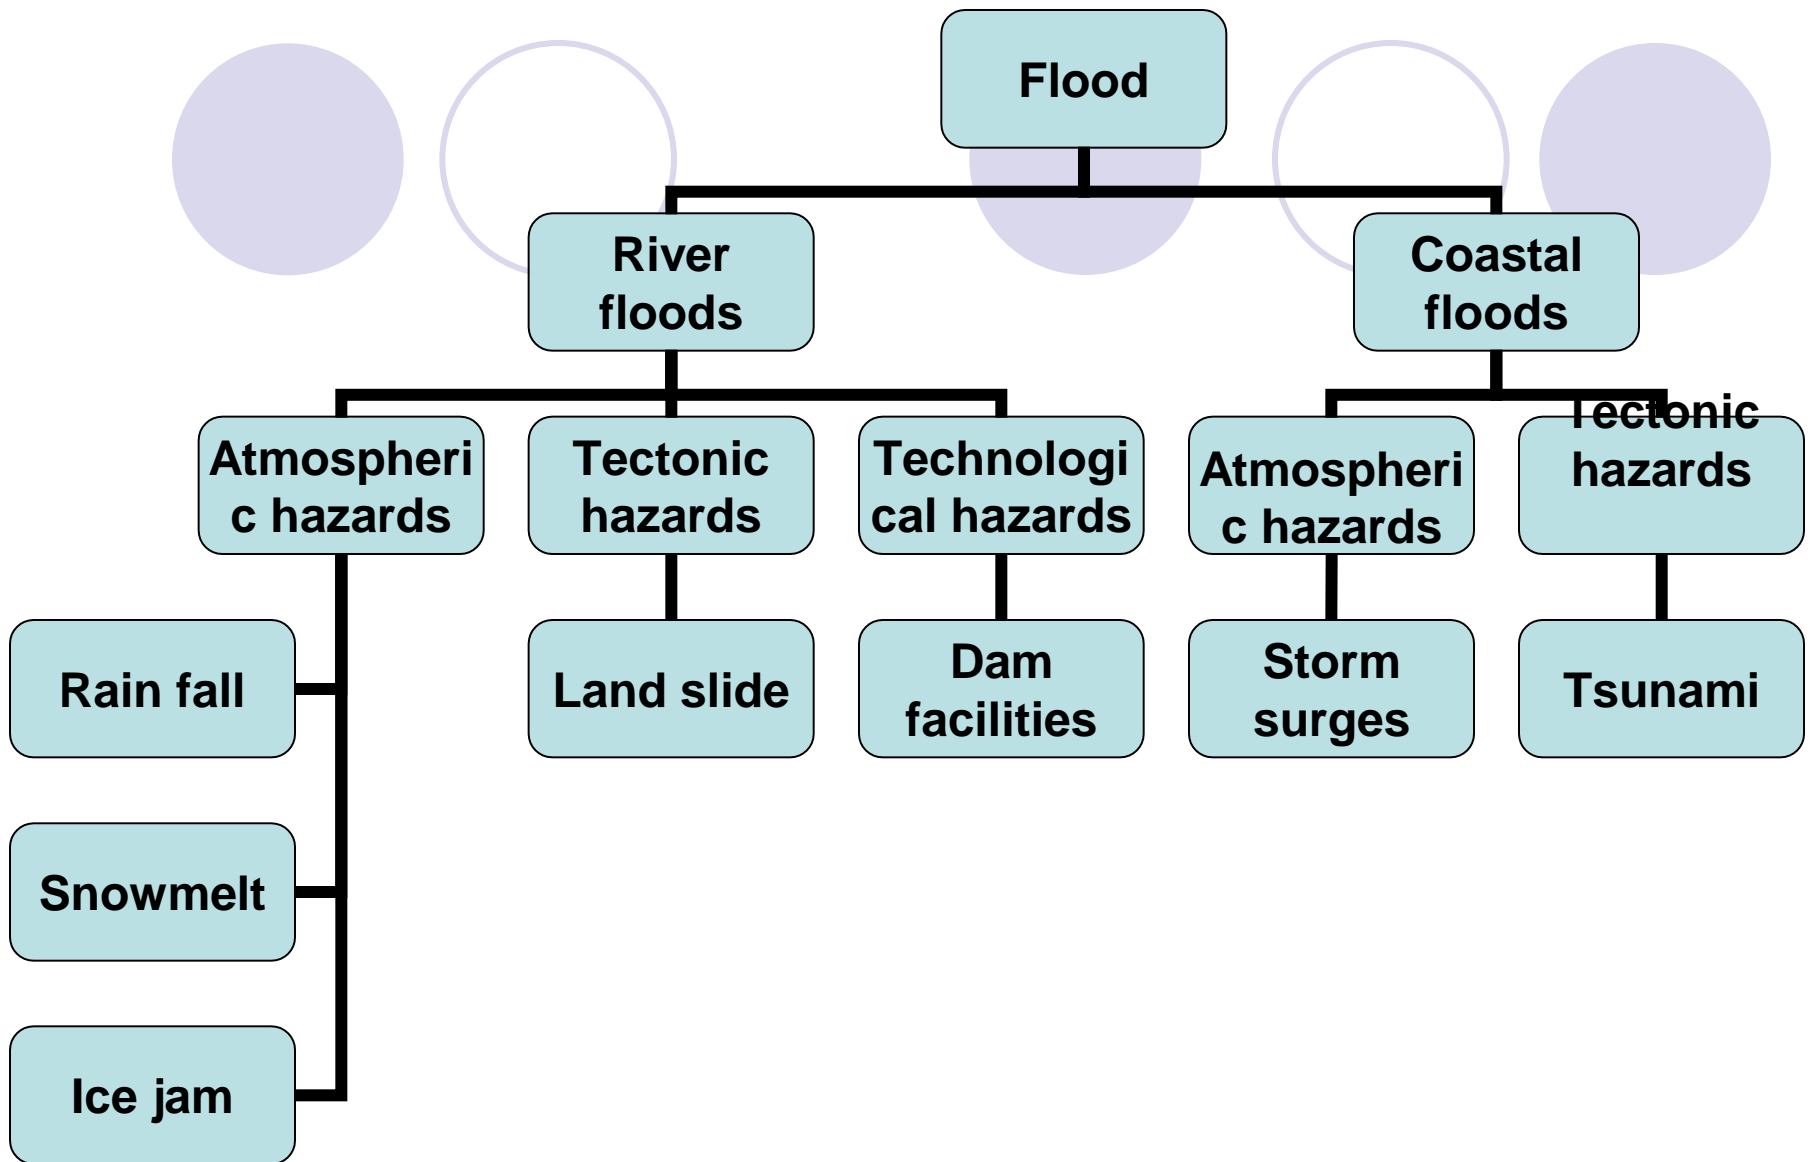 Flood
River
floods
Coastal
floods
Atmospheri
c hazards
Tectonic
hazards
Technologi
cal hazards
Atmospheri
c hazards
Tectonic
hazards
Rain fall
Land slide
Dam
facilities
Storm
surges
Tsunami
Snowmelt
Ice jam